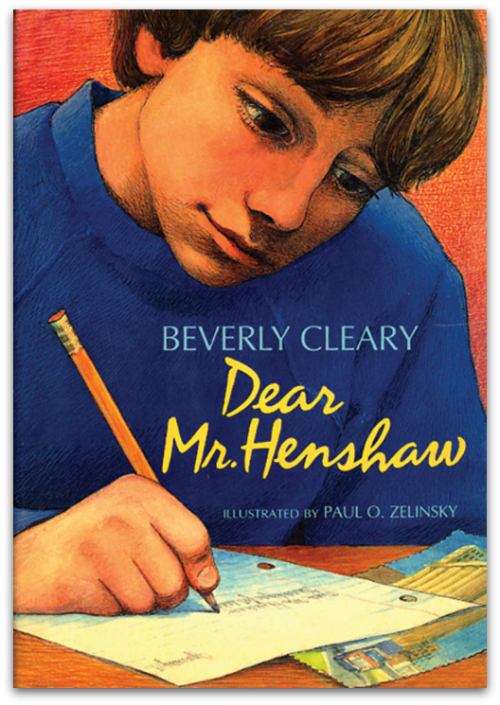 BEVERLY CLEARY
Dear
Mr. Henshaw
ILLUSTRATED BY PAUL O. ZELINSKY